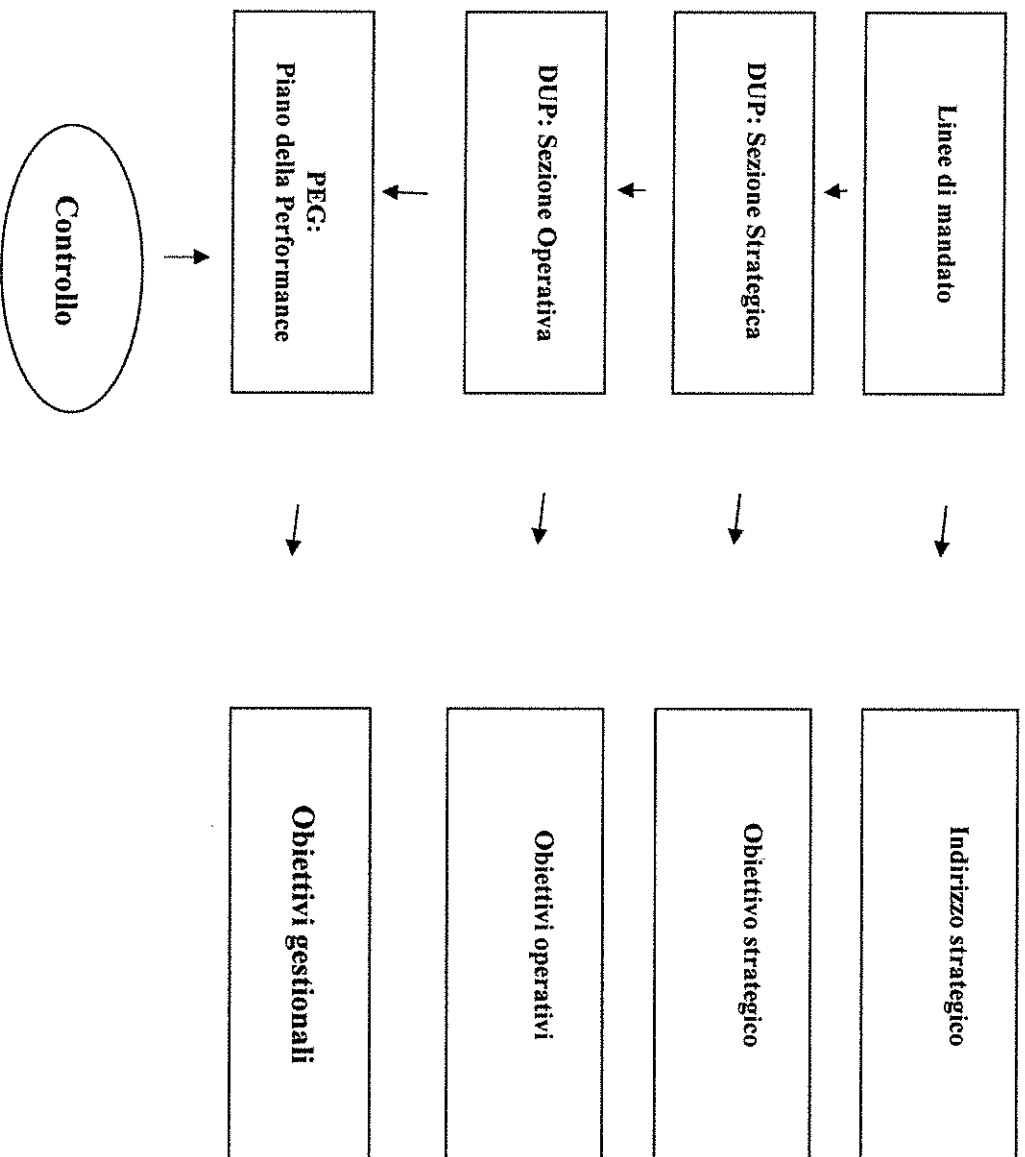 Linee di mandato
Indirizzo strategico
DUP: Sezione Strategica
Obiettivo strategico
DUP: Sezione Operativa
Obiettivi operativi
PEG:
Piano della Performance
Obiettivi gestionali
Controllo